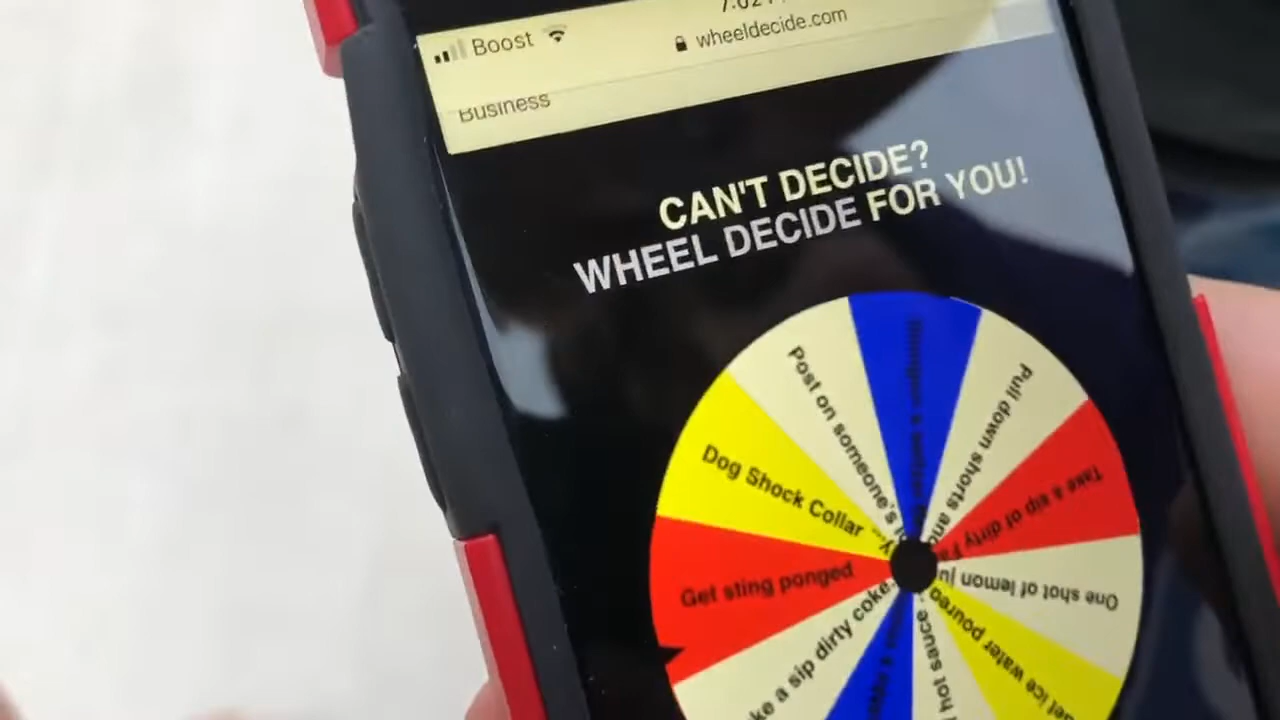 Boost
wheeldecide.com
Business
CAN'T DECIDE?
WHEEL DECIDE FOR YOU!
Post on someone's
Pull down shorts and
Dog Shock Collar
Take a sip of dirty
Get sting ponged
One shot of lemon
a sip dirty coke.
Get ice water poured
hot sauce